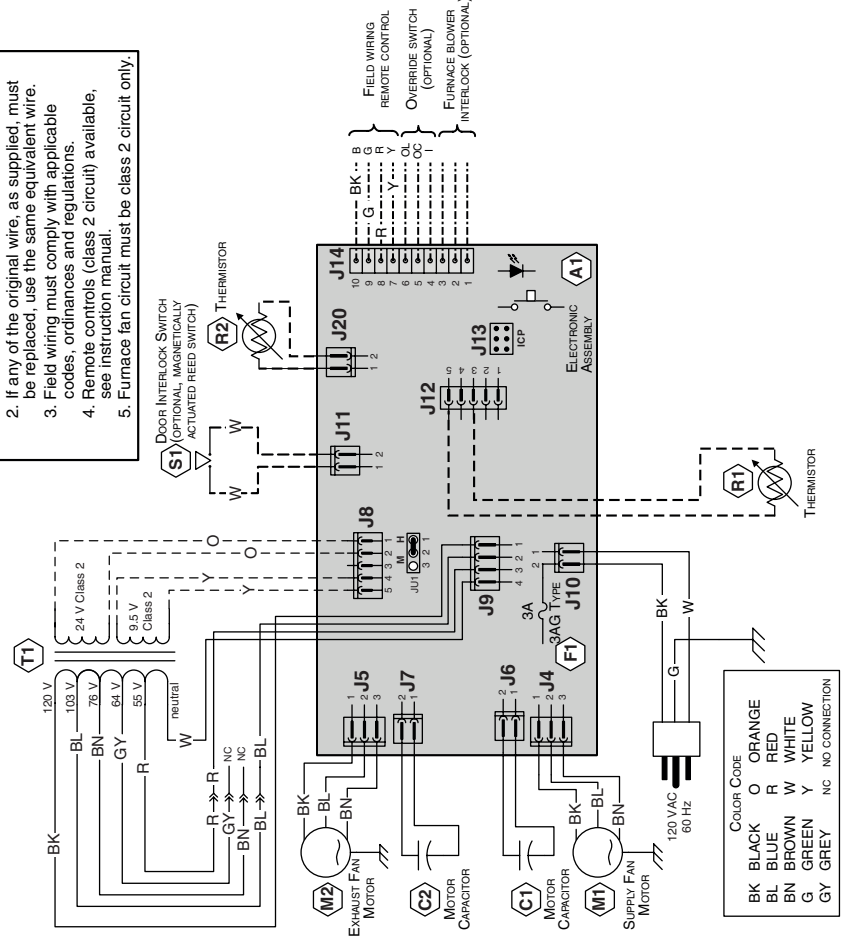 2. If any of the original wire, as supplied, must
be replaced, use the same equivalent wire.
3. Field wiring must comply with applicable
codes, ordinances and regulations.
4. Remote controls (class 2 circuit) available,
see instruction manual.
5. Furnace fan circuit must be class 2 circuit only.
T1
120 V
103 V
76 V
64 V
55 V
neutral
24 V Class 2
9.5 V
Class 2
BK
BL
BN
GY
R
W
R R
GY NC
BN NC
BL BL
O
O
Y
Y
S1
DOOR INTERLOCK SWITCH
(OPTIONAL, MAGNETICALLY
ACTUATED REED SWITCH)
W W
R2
THERMISTOR
FIELD WIRING
REMOTE CONTROL
OVERRIDE SWITCH
(OPTIONAL)
FURNACE BLOWER
INTERLOCK (OPTIONAL)
BK B
G G
R R
Y Y
OL
OC
I
J14
10
9
8
7
6
5
4
3
2
1
J20
1 2
J11
1 2
J8
5 4 3 2 1
M H
JU1 3 2 1
J9
4 3 2 1
J12
5 4 3 2 1
J13
ICP
A1
ELECTRONIC
ASSEMBLY
J10
2 1
3A
3AG TYPE
F1
J5
1
2
3
J7
2
1
J6
2
1
J4
1
2
3
M2
EXHAUST FAN
MOTOR
BK
BL
BN
C2
MOTOR
CAPACITOR
C1
MOTOR
CAPACITOR
M1
SUPPLY FAN
MOTOR
BK
BL
BN
R1
THERMISTOR
BK
G
W
120 VAC
60 Hz
COLOR CODE
BK BLACK O ORANGE
BL BLUE R RED
BN BROWN W WHITE
G GREEN Y YELLOW
GY GREY NC NO CONNECTION